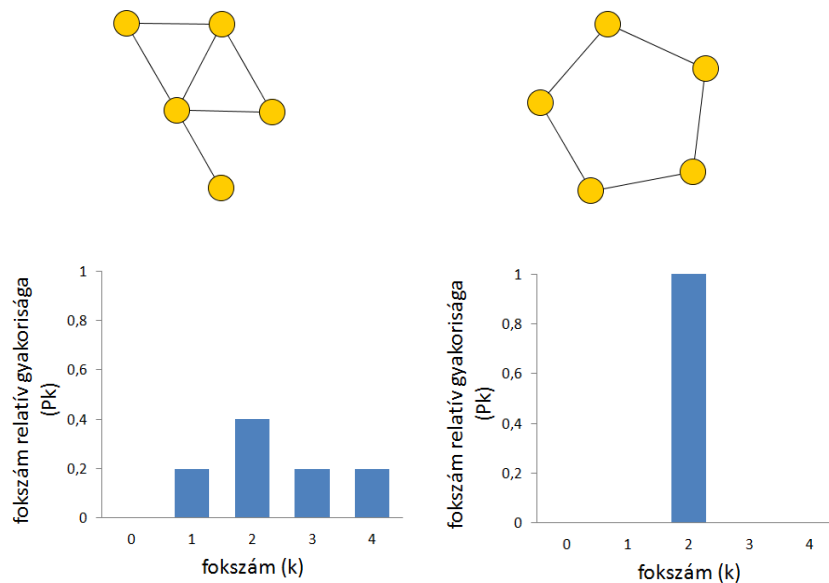 fokszám relatív gyakorisága
(Pk)
1
0,8
0,6
0,4
0,2
0
0 1 2 3 4
fokszám (k)
fokszám relatív gyakorisága
(Pk)
1
0,8
0,6
0,4
0,2
0
0 1 2 3 4
fokszám (k)